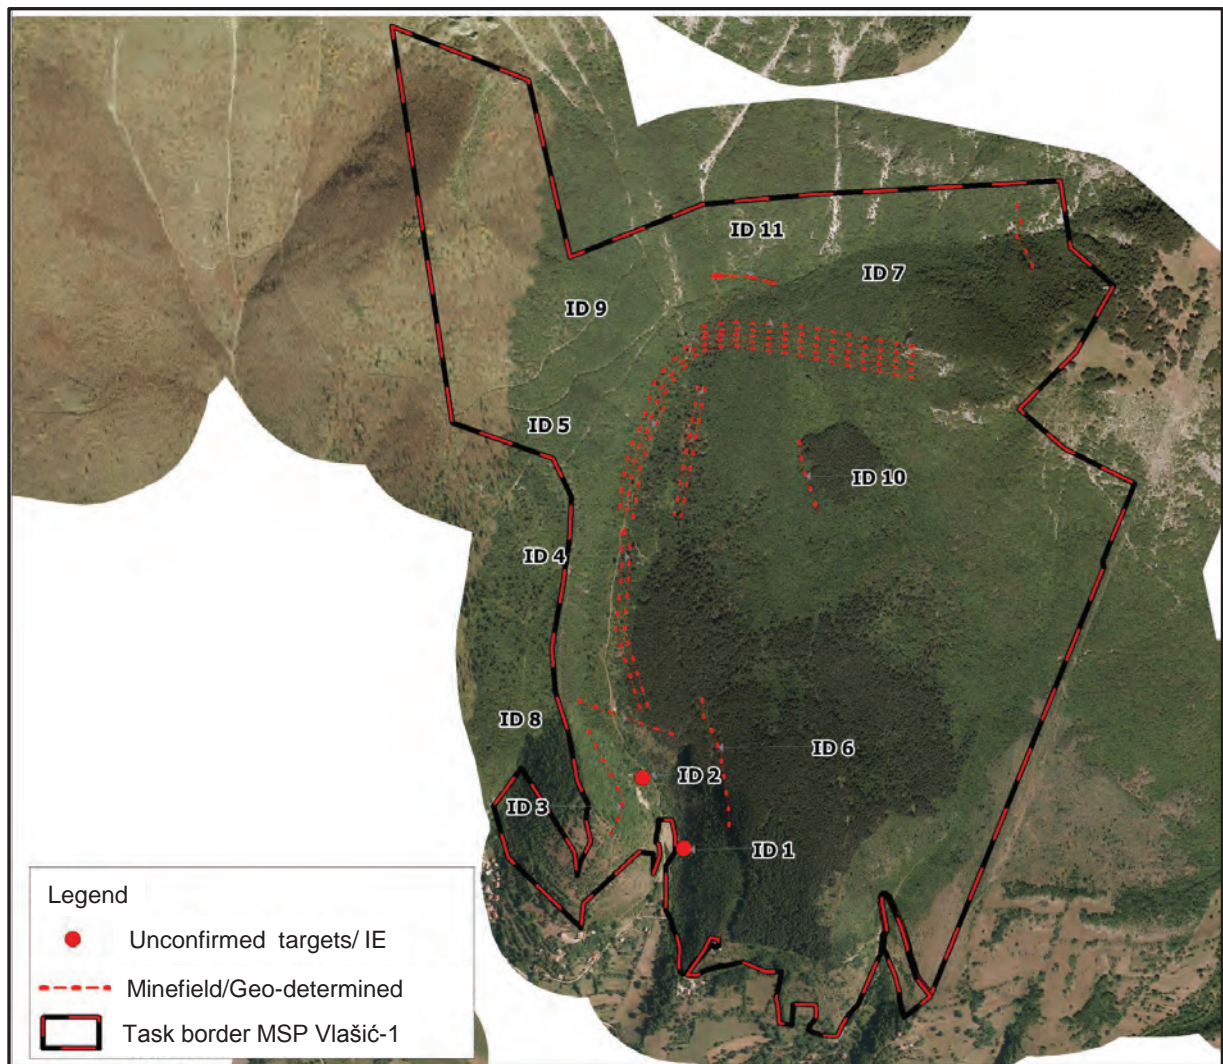 ID 11
ID 7
ID 9
ID 5
ID 10
ID 4
ID 8
ID 6
ID 2
ID 3
ID 1
Legend
Unconfirmed targets/ IE
Minefield/Geo-determined
Task border MSP Vlašić-1